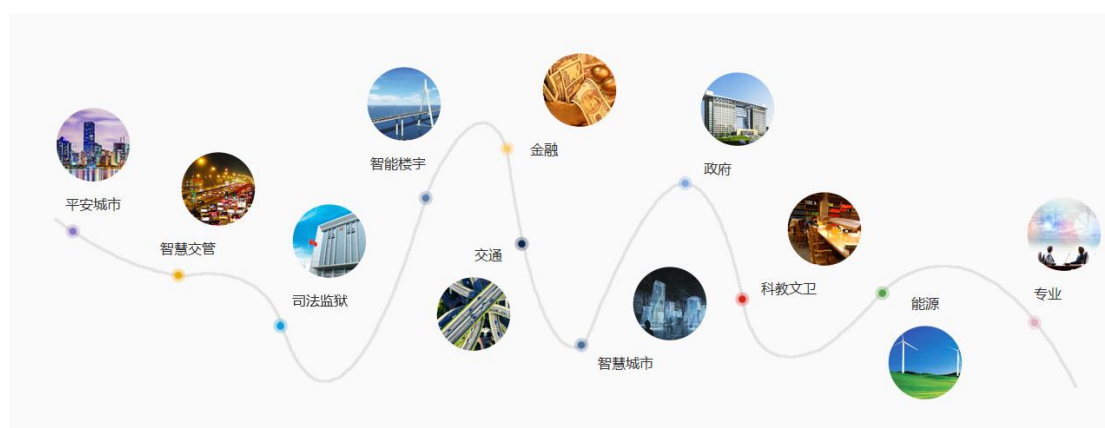 平安城市
智慧交管
司法监狱
智能楼宇
金融
交通
智慧城市
政府
科教文卫
能源
专业